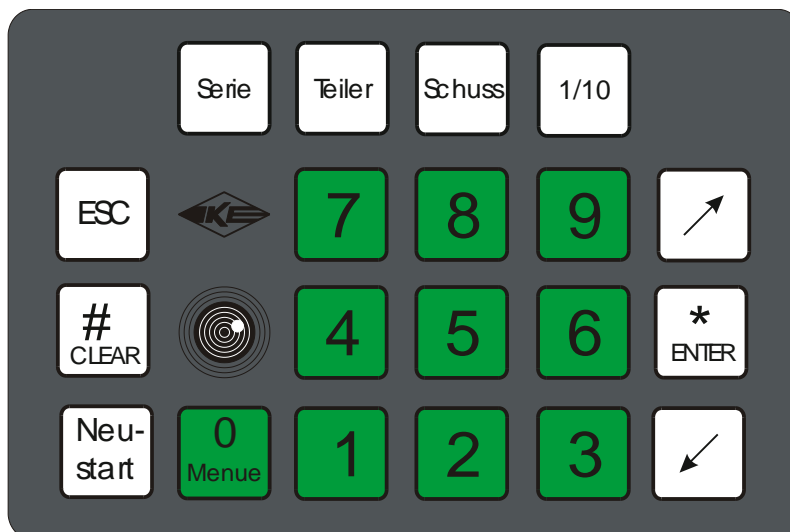 Serie Teiler Schuss 1/10
ESC KE 7 8 9
# 4 5 6 *
CLEAR ENTER
Neu- 0 1 2 3
start Menue